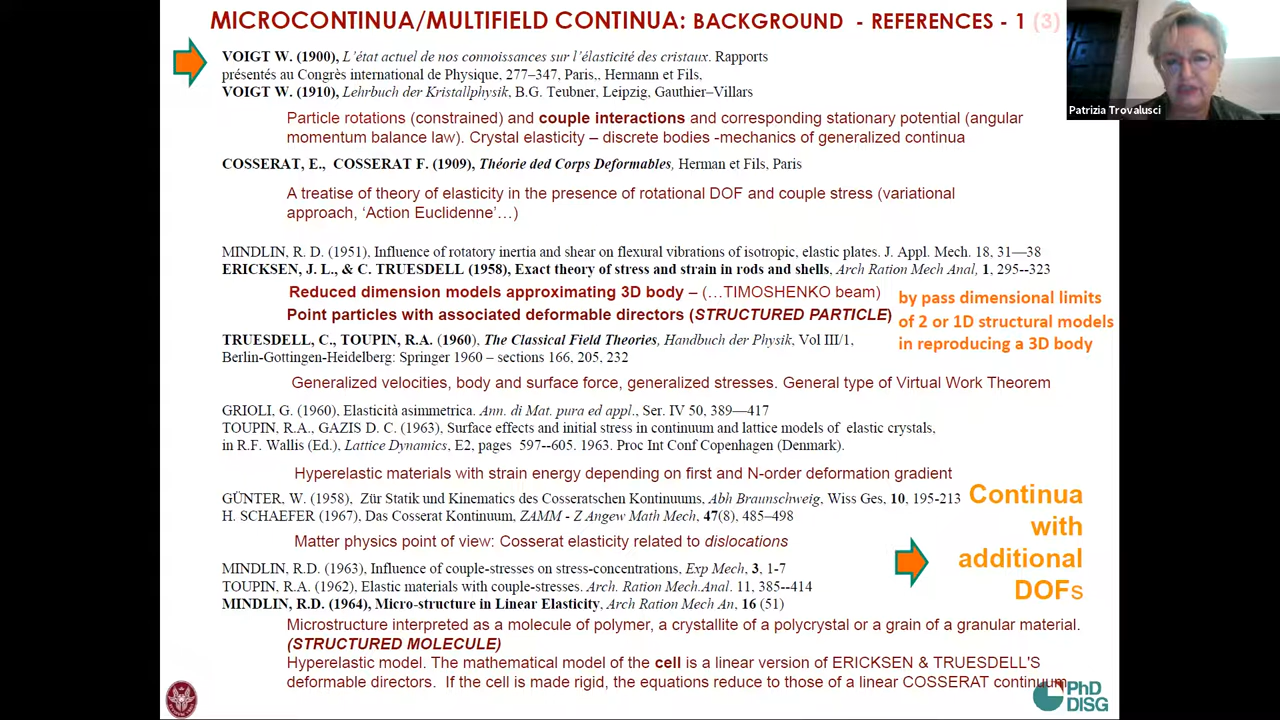 MICROCONTINUA/MULTIFIELD CONTINUA: BACKGROUND - REFERENCES - 1 (3)
Patrizia Trovalusci
VOIGT W. (1900), L'état actuel de nos connoissances sur l'élasticité des cristaux. Rapports
présentés au Congrès international de Physique, 277–347, Paris,, Hermann et Fils,
VOIGT W. (1910), Lehrbuch der Kristallphysik, B.G. Teubner, Leipzig, Gauthier–Villars
Particle rotations (constrained) and couple interactions and corresponding stationary potential (angular
momentum balance law). Crystal elasticity – discrete bodies -mechanics of generalized continua
COSSERAT, E., COSSERAT F. (1909), Théorie ded Corps Deformables, Herman et Fils, Paris
A treatise of theory of elasticity in the presence of rotational DOF and couple stress (variational
approach, 'Action Euclidenne'…)
MINDLIN, R. D. (1951), Influence of rotatory inertia and shear on flexural vibrations of isotropic, elastic plates. J. Appl. Mech. 18, 31—38
ERICKSEN, J. L., & C. TRUESDELL (1958), Exact theory of stress and strain in rods and shells, Arch Ration Mech Anal, 1, 295--323
Reduced dimension models approximating 3D body – (…TIMOSHENKO beam)
Point particles with associated deformable directors (STRUCTURED PARTICLE)
by pass dimensional limits
of 2 or 1D structural models
in reproducing a 3D body
TRUESDELL, C., TOUPIN, R.A. (1960), The Classical Field Theories, Handbuch der Physik, Vol III/1,
Berlin-Gottingen-Heidelberg: Springer 1960 – sections 166, 205, 232
Generalized velocities, body and surface force, generalized stresses. General type of Virtual Work Theorem
GRIOLI, G. (1960), Elasticità asimmetrica. Ann. di Mat. pura ed appl., Ser. IV 50, 389—417
TOUPIN, R.A., GAZIS D. C. (1963), Surface effects and initial stress in continuum and lattice models of elastic crystals,
in R.F. Wallis (Ed.), Lattice Dynamics, E2, pages 597--605. 1963. Proc Int Conf Copenhagen (Denmark).
Hyperelastic materials with strain energy depending on first and N-order deformation gradient
GÜNTER, W. (1958), Zür Statik und Kinematics des Cosseratschen Kontinuums, Abh Braunschweig, Wiss Ges, 10, 195-213
H. SCHAEFER (1967), Das Cosserat Kontinuum, ZAMM - Z Angew Math Mech, 47(8), 485–498
Matter physics point of view: Cosserat elasticity related to dislocations
Continua
with
additional
DOFs
MINDLIN, R.D. (1963), Influence of couple-stresses on stress-concentrations, Exp Mech, 3, 1-7
TOUPIN, R.A. (1962), Elastic materials with couple-stresses. Arch. Ration Mech.Anal. 11, 385--414
MINDLIN, R.D. (1964), Micro-structure in Linear Elasticity, Arch Ration Mech An, 16 (51)
Microstructure interpreted as a molecule of polymer, a crystallite of a polycrystal or a grain of a granular material.
(STRUCTURED MOLECULE)
Hyperelastic model. The mathematical model of the cell is a linear version of ERICKSEN & TRUESDELL'S
deformable directors. If the cell is made rigid, the equations reduce to those of a linear COSSERAT continuum
PhD
DISG